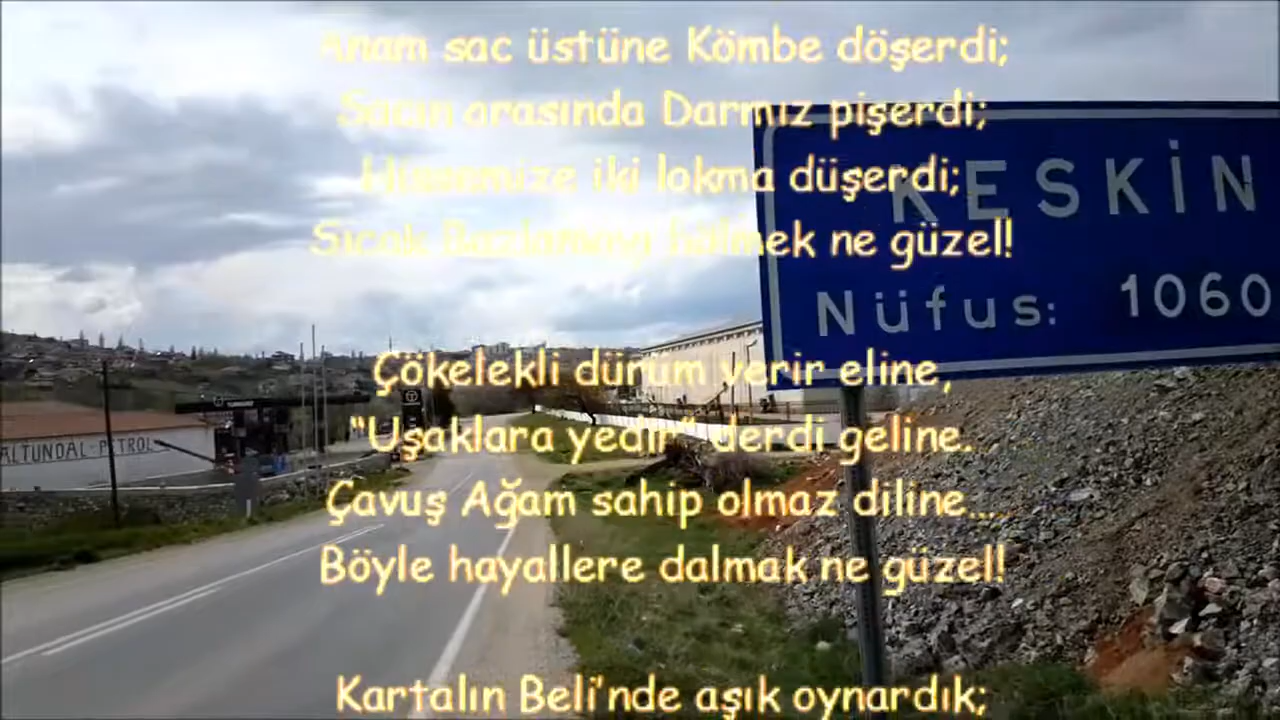 Anam sac üstüne Kömbe döşerdi;
Sacın arasında Darmız pişerdi;
Hissemize iki lokma düşerdi;
Sıcak Bazlamayı bölmek ne güzel!
KESKİN
Nüfus: 1060
Çökelekli dürüm verir eline,
“Uşaklara yedir” derdi geline.
Çavuş Ağam sahip olmaz diline....
Böyle hayallere dalmak ne güzel!
ALTUNDAL-PETROL
Kartalın Beli’nde aşık oynardık;